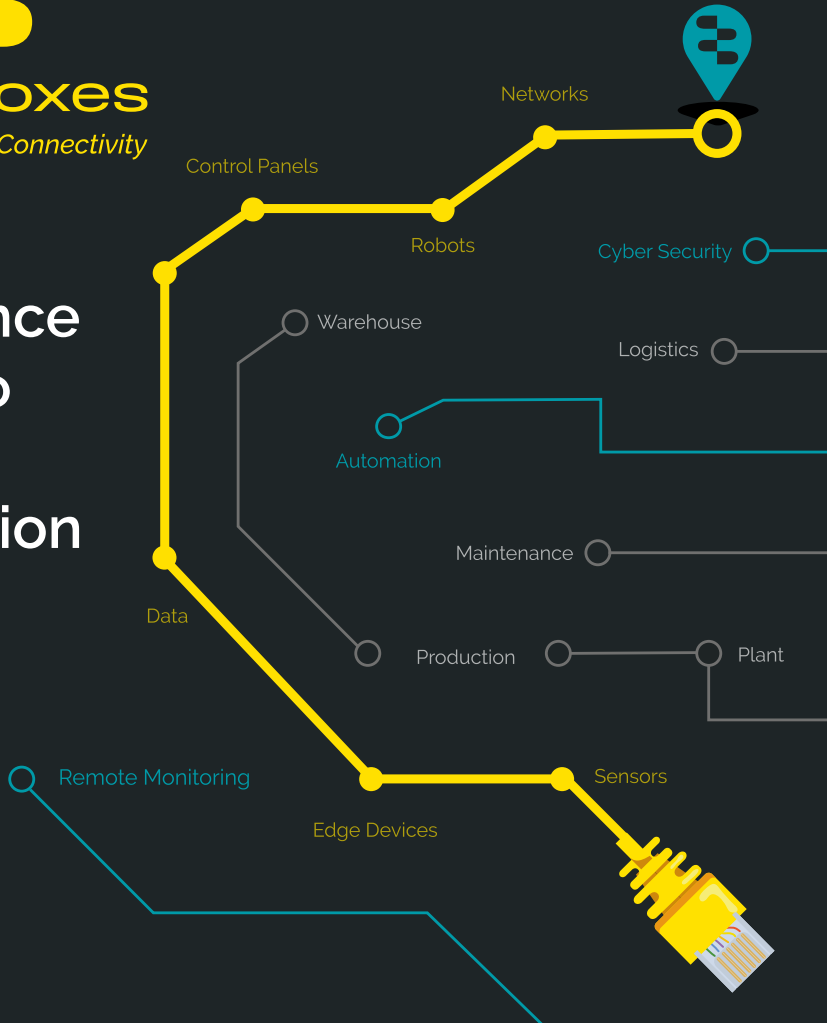 oxes
Connectivity
Networks
Control Panels
Robots
Cyber Security
nce
Warehouse
Logistics
Automation
ion
Maintenance
Data
Production
Plant
Remote Monitoring
Sensors
Edge Devices